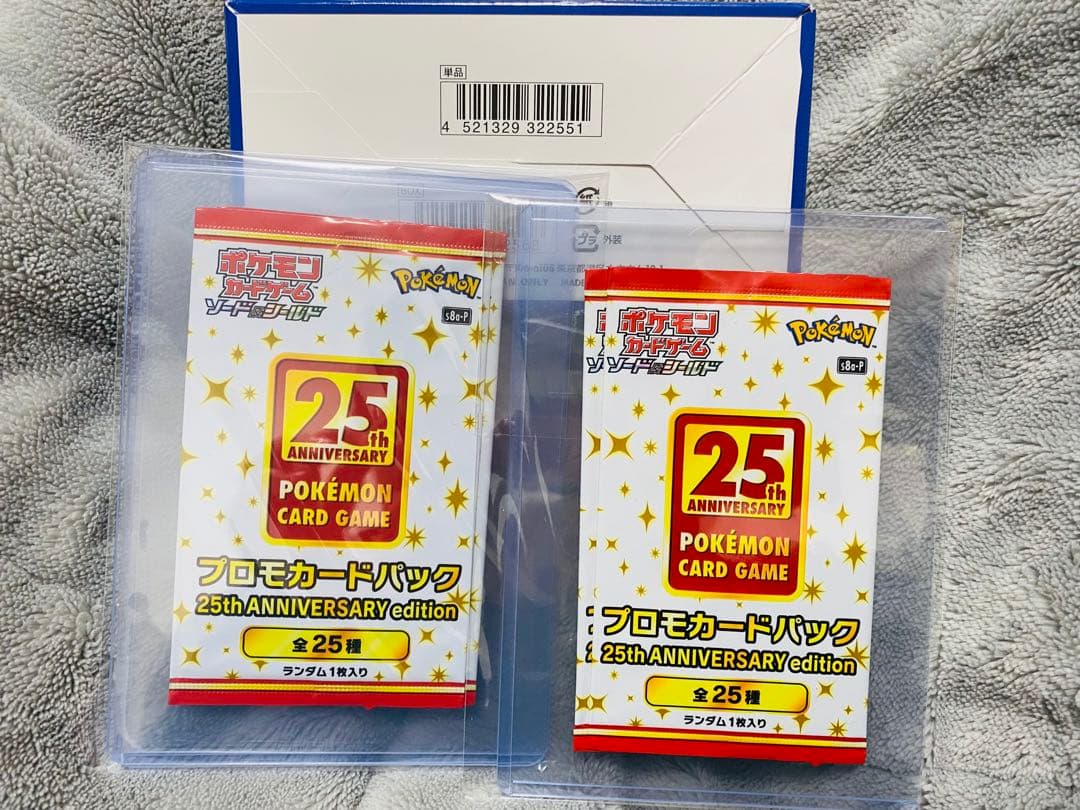 単品
4 521329 322551
BOX
プラ 外装
ポケモン
カードゲーム
ソード&シールド
Pokémon
s8a-P
25th
ANNIVERSARY
POKÉMON
CARD GAME
プロモカードパック
25th ANNIVERSARY edition
全25種
ランダム1枚入り
ポケモン
カードゲーム
ソード&シールド
Pokémon
s8a-P
25th
ANNIVERSARY
POKÉMON
CARD GAME
プロモカードパック
25th ANNIVERSARY edition
全25種
ランダム1枚入り